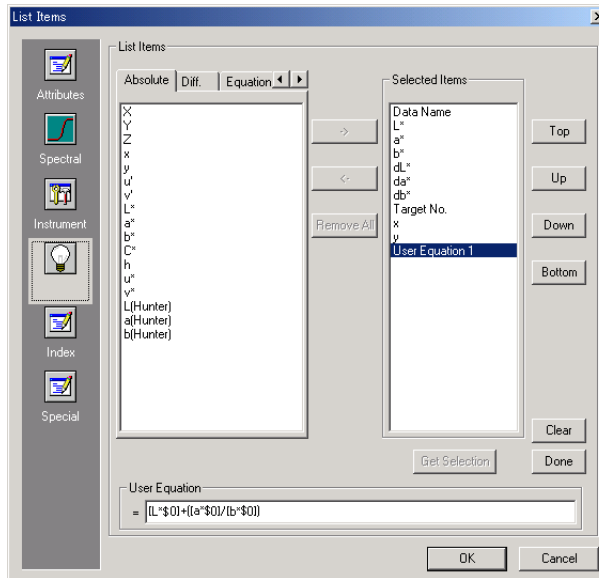 List Items
Attributes
Spectral
Instrument
Index
Special
List Items
Absolute
Diff.
Equation
X
Y
Z
x
y
u'
v'
L*
a*
b*
C*
h
u*
v*
L(Hunter)
a(Hunter)
b(Hunter)
->
<-
Remove All
Selected Items
Data Name
L*
a*
b*
dL*
da*
db*
Target No.
x
y
User Equation 1
Top
Up
Down
Bottom
Clear
Get Selection
Done
User Equation
= [L*$0]+([a*$0]/[b*$0])
OK
Cancel